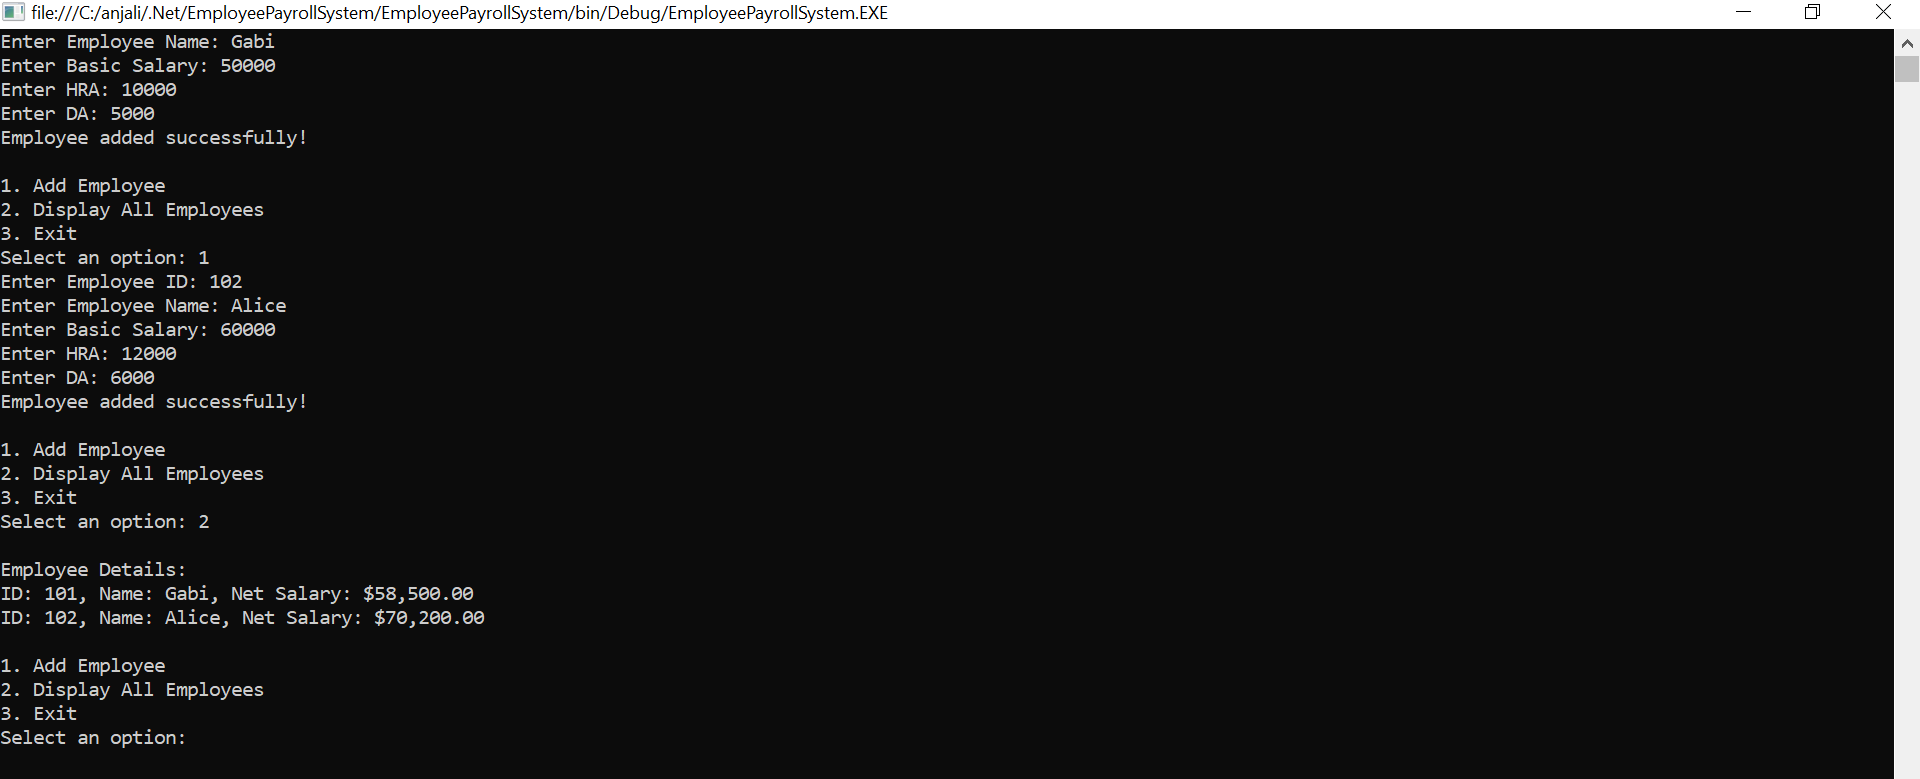 file:///C:/anjali/.Net/EmployeePayrollSystem/EmployeePayrollSystem/bin/Debug/EmployeePayrollSystem.EXE
Enter Employee Name: Gabi
Enter Basic Salary: 50000
Enter HRA: 10000
Enter DA: 5000
Employee added successfully!
1. Add Employee
2. Display All Employees
3. Exit
Select an option: 1
Enter Employee ID: 102
Enter Employee Name: Alice
Enter Basic Salary: 60000
Enter HRA: 12000
Enter DA: 6000
Employee added successfully!
1. Add Employee
2. Display All Employees
3. Exit
Select an option: 2
Employee Details:
ID: 101, Name: Gabi, Net Salary: $58,500.00
ID: 102, Name: Alice, Net Salary: $70,200.00
1. Add Employee
2. Display All Employees
3. Exit
Select an option: